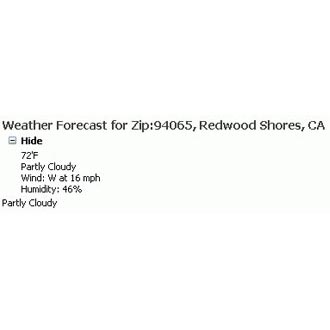 Weather Forecast for Zip:94065, Redwood Shores, CA
Hide
72°F
Partly Cloudy
Wind: W at 16 mph
Humidity: 46%
Partly Cloudy